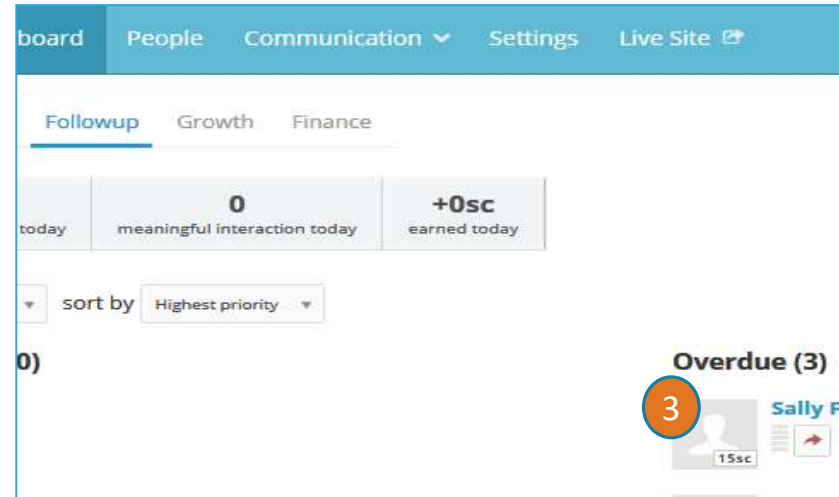 board People Communication Settings Live Site
Followup Growth Finance
0 +0sc
today meaningful interaction today earned today
sort by Highest priority
0) Overdue (3)
3 Sally F
15sc